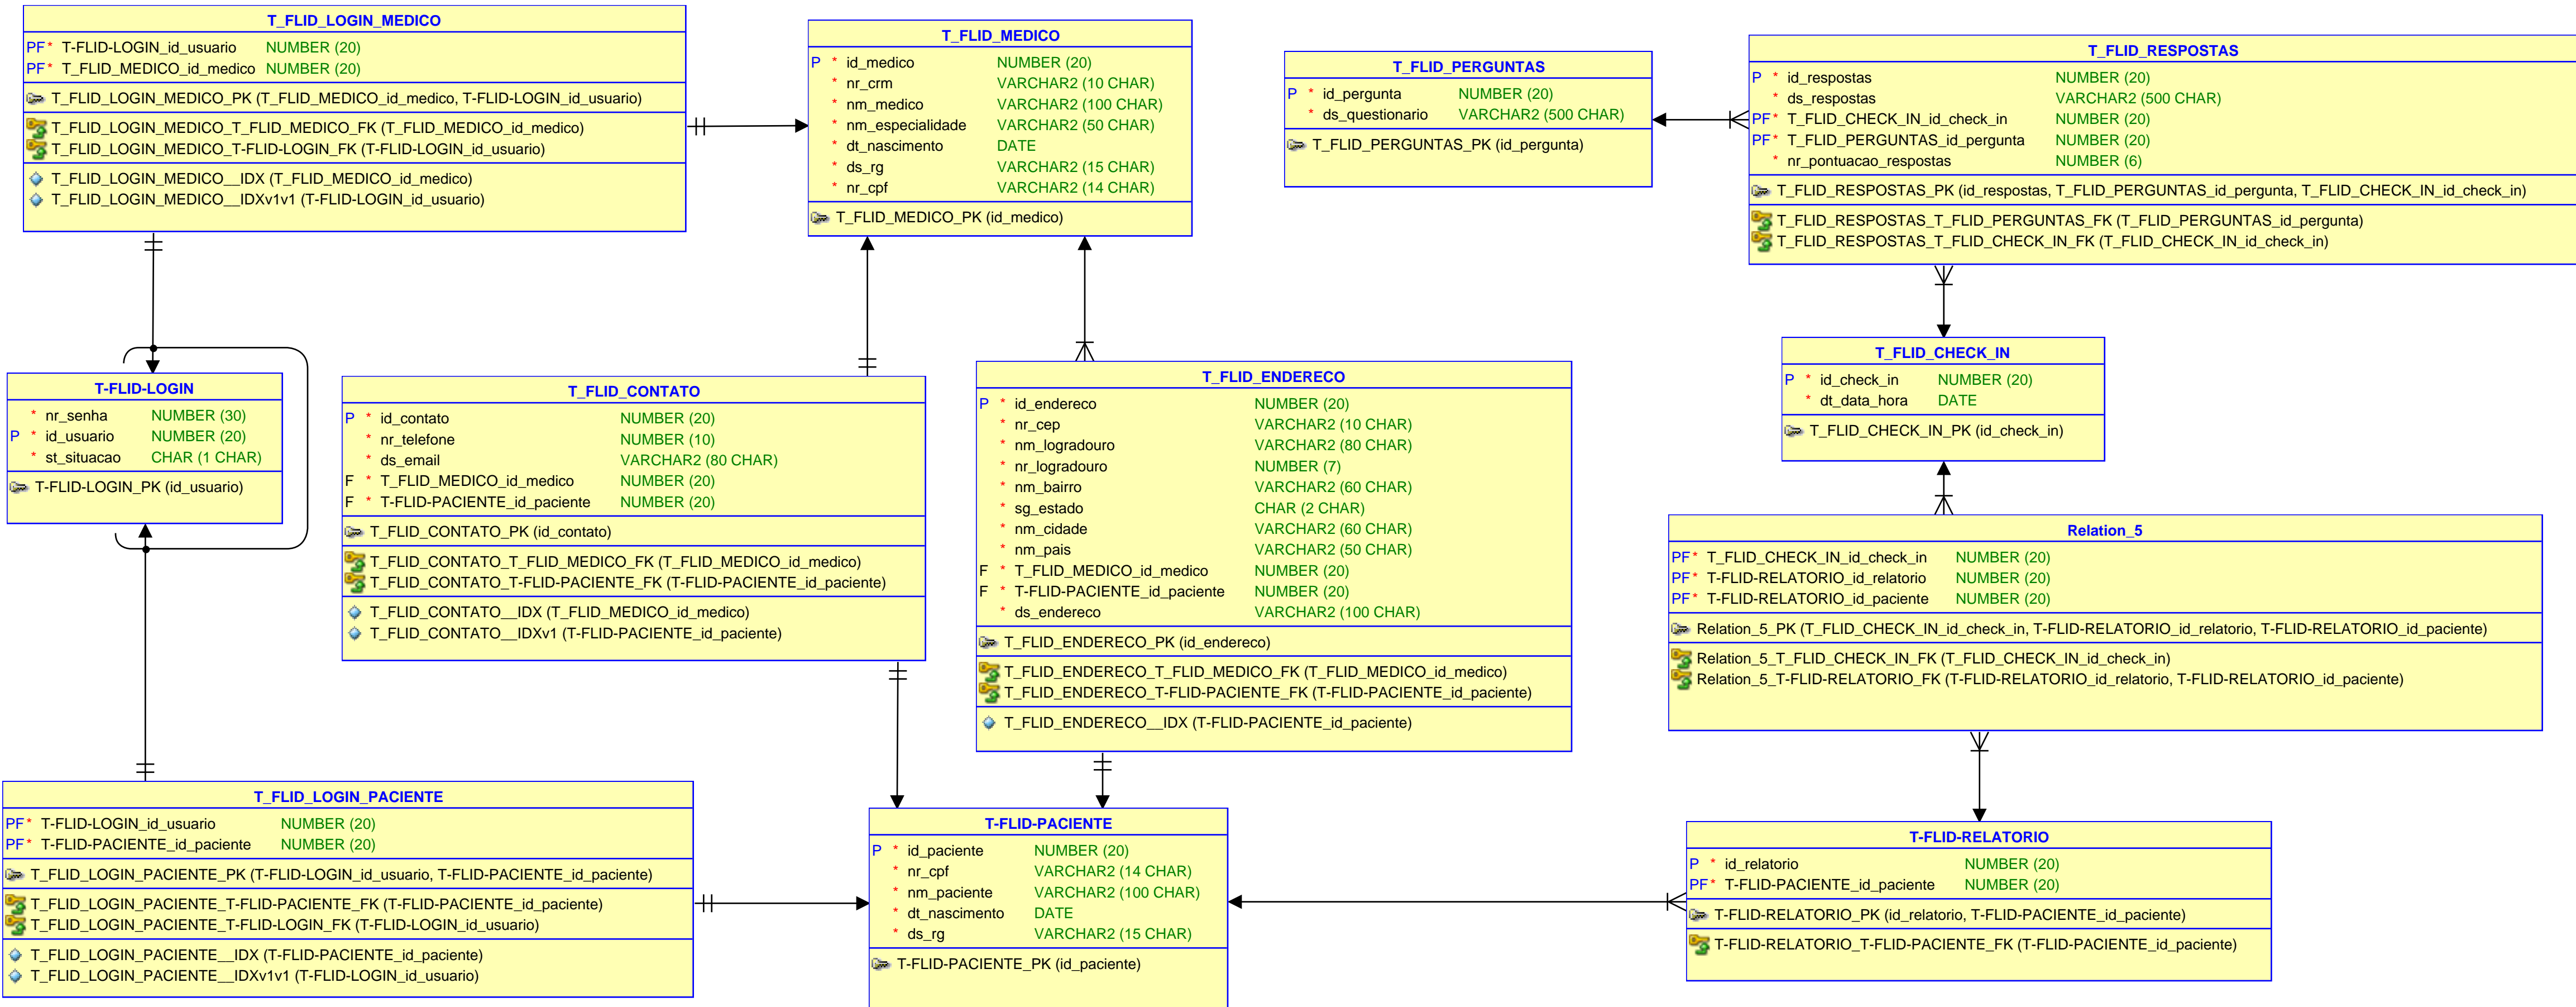 T_FLID_LOGIN_MEDICO
PF* T-FLID-LOGIN_id_usuario NUMBER (20)
PF* T_FLID_MEDICO_id_medico NUMBER (20)
T_FLID_LOGIN_MEDICO_PK (T_FLID_MEDICO_id_medico, T-FLID-LOGIN_id_usuario)
T_FLID_LOGIN_MEDICO_T_FLID_MEDICO_FK (T_FLID_MEDICO_id_medico)
T_FLID_LOGIN_MEDICO_T-FLID-LOGIN_FK (T-FLID-LOGIN_id_usuario)
T_FLID_LOGIN_MEDICO__IDX (T_FLID_MEDICO_id_medico)
T_FLID_LOGIN_MEDICO__IDXv1v1 (T-FLID-LOGIN_id_usuario)
T_FLID_MEDICO
P * id_medico NUMBER (20)
* nr_crm VARCHAR2 (10 CHAR)
* nm_medico VARCHAR2 (100 CHAR)
* nm_especialidade VARCHAR2 (50 CHAR)
* dt_nascimento DATE
* ds_rg VARCHAR2 (15 CHAR)
* nr_cpf VARCHAR2 (14 CHAR)
T_FLID_MEDICO_PK (id_medico)
T_FLID_PERGUNTAS
P * id_pergunta NUMBER (20)
* ds_questionario VARCHAR2 (500 CHAR)
T_FLID_PERGUNTAS_PK (id_pergunta)
T_FLID_RESPOSTAS
P * id_respostas NUMBER (20)
* ds_respostas VARCHAR2 (500 CHAR)
PF* T_FLID_CHECK_IN_id_check_in NUMBER (20)
PF* T_FLID_PERGUNTAS_id_pergunta NUMBER (20)
* nr_pontuacao_respostas NUMBER (6)
T_FLID_RESPOSTAS_PK (id_respostas, T_FLID_PERGUNTAS_id_pergunta, T_FLID_CHECK_IN_id_check_in)
T_FLID_RESPOSTAS_T_FLID_PERGUNTAS_FK (T_FLID_PERGUNTAS_id_pergunta)
T_FLID_RESPOSTAS_T_FLID_CHECK_IN_FK (T_FLID_CHECK_IN_id_check_in)
T-FLID-LOGIN
* nr_senha NUMBER (30)
P * id_usuario NUMBER (20)
* st_situacao CHAR (1 CHAR)
T-FLID-LOGIN_PK (id_usuario)
T_FLID_CONTATO
P * id_contato NUMBER (20)
* nr_telefone NUMBER (10)
* ds_email VARCHAR2 (80 CHAR)
F * T_FLID_MEDICO_id_medico NUMBER (20)
F * T-FLID-PACIENTE_id_paciente NUMBER (20)
T_FLID_CONTATO_PK (id_contato)
T_FLID_CONTATO_T_FLID_MEDICO_FK (T_FLID_MEDICO_id_medico)
T_FLID_CONTATO_T-FLID-PACIENTE_FK (T-FLID-PACIENTE_id_paciente)
T_FLID_CONTATO__IDX (T_FLID_MEDICO_id_medico)
T_FLID_CONTATO__IDXv1 (T-FLID-PACIENTE_id_paciente)
T_FLID_ENDERECO
P * id_endereco NUMBER (20)
* nr_cep VARCHAR2 (10 CHAR)
* nm_logradouro VARCHAR2 (80 CHAR)
* nr_logradouro NUMBER (7)
* nm_bairro VARCHAR2 (60 CHAR)
* sg_estado CHAR (2 CHAR)
* nm_cidade VARCHAR2 (60 CHAR)
* nm_pais VARCHAR2 (50 CHAR)
F * T_FLID_MEDICO_id_medico NUMBER (20)
F * T-FLID-PACIENTE_id_paciente NUMBER (20)
* ds_endereco VARCHAR2 (100 CHAR)
T_FLID_ENDERECO_PK (id_endereco)
T_FLID_ENDERECO_T_FLID_MEDICO_FK (T_FLID_MEDICO_id_medico)
T_FLID_ENDERECO_T-FLID-PACIENTE_FK (T-FLID-PACIENTE_id_paciente)
T_FLID_ENDERECO__IDX (T-FLID-PACIENTE_id_paciente)
T_FLID_CHECK_IN
P * id_check_in NUMBER (20)
* dt_data_hora DATE
T_FLID_CHECK_IN_PK (id_check_in)
Relation_5
PF* T_FLID_CHECK_IN_id_check_in NUMBER (20)
PF* T-FLID-RELATORIO_id_relatorio NUMBER (20)
PF* T-FLID-RELATORIO_id_paciente NUMBER (20)
Relation_5_PK (T_FLID_CHECK_IN_id_check_in, T-FLID-RELATORIO_id_relatorio, T-FLID-RELATORIO_id_paciente)
Relation_5_T_FLID_CHECK_IN_FK (T_FLID_CHECK_IN_id_check_in)
Relation_5_T-FLID-RELATORIO_FK (T-FLID-RELATORIO_id_relatorio, T-FLID-RELATORIO_id_paciente)
T_FLID_LOGIN_PACIENTE
PF* T-FLID-LOGIN_id_usuario NUMBER (20)
PF* T-FLID-PACIENTE_id_paciente NUMBER (20)
T_FLID_LOGIN_PACIENTE_PK (T-FLID-LOGIN_id_usuario, T-FLID-PACIENTE_id_paciente)
T_FLID_LOGIN_PACIENTE_T-FLID-PACIENTE_FK (T-FLID-PACIENTE_id_paciente)
T_FLID_LOGIN_PACIENTE_T-FLID-LOGIN_FK (T-FLID-LOGIN_id_usuario)
T_FLID_LOGIN_PACIENTE__IDX (T-FLID-PACIENTE_id_paciente)
T_FLID_LOGIN_PACIENTE__IDXv1v1 (T-FLID-LOGIN_id_usuario)
T-FLID-PACIENTE
P * id_paciente NUMBER (20)
* nr_cpf VARCHAR2 (14 CHAR)
* nm_paciente VARCHAR2 (100 CHAR)
* dt_nascimento DATE
* ds_rg VARCHAR2 (15 CHAR)
T-FLID-PACIENTE_PK (id_paciente)
T-FLID-RELATORIO
P * id_relatorio NUMBER (20)
PF* T-FLID-PACIENTE_id_paciente NUMBER (20)
T-FLID-RELATORIO_PK (id_relatorio, T-FLID-PACIENTE_id_paciente)
T-FLID-RELATORIO_T-FLID-PACIENTE_FK (T-FLID-PACIENTE_id_paciente)